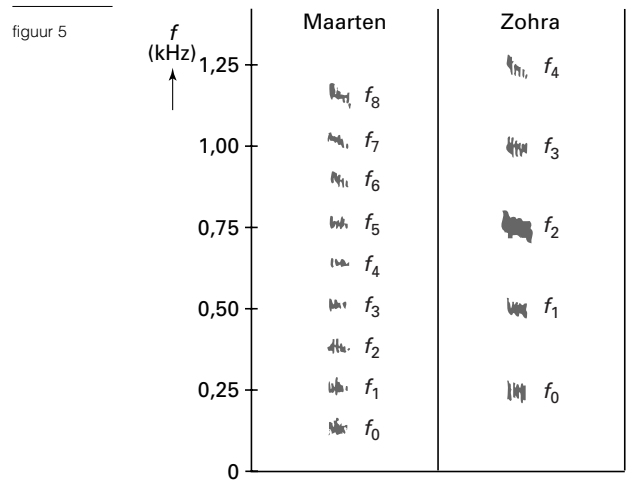 figuur 5
f
(kHz)
Maarten
Zohra
1,25
1,00
0,75
0,50
0,25
0
f8
f7
f6
f5
f4
f3
f2
f1
f0
f4
f3
f2
f1
f0